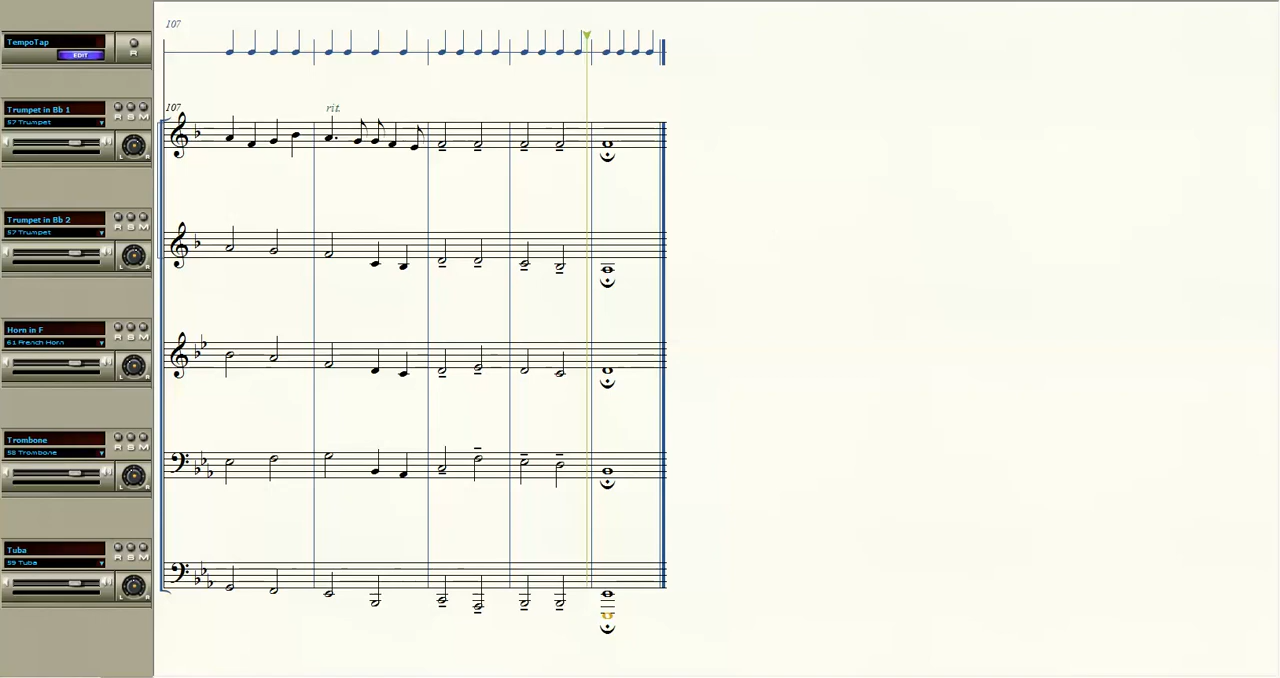 107
TempoTap
EDIT
R
107
rit.
Trumpet in Bb 1
R S M
57 Trumpet
L R
Trumpet in Bb 2
R S M
57 Trumpet
L R
Horn in F
R S M
61 French Horn
L R
Trombone
R S M
58 Trombone
L R
Tuba
R S M
59 Tuba
L R